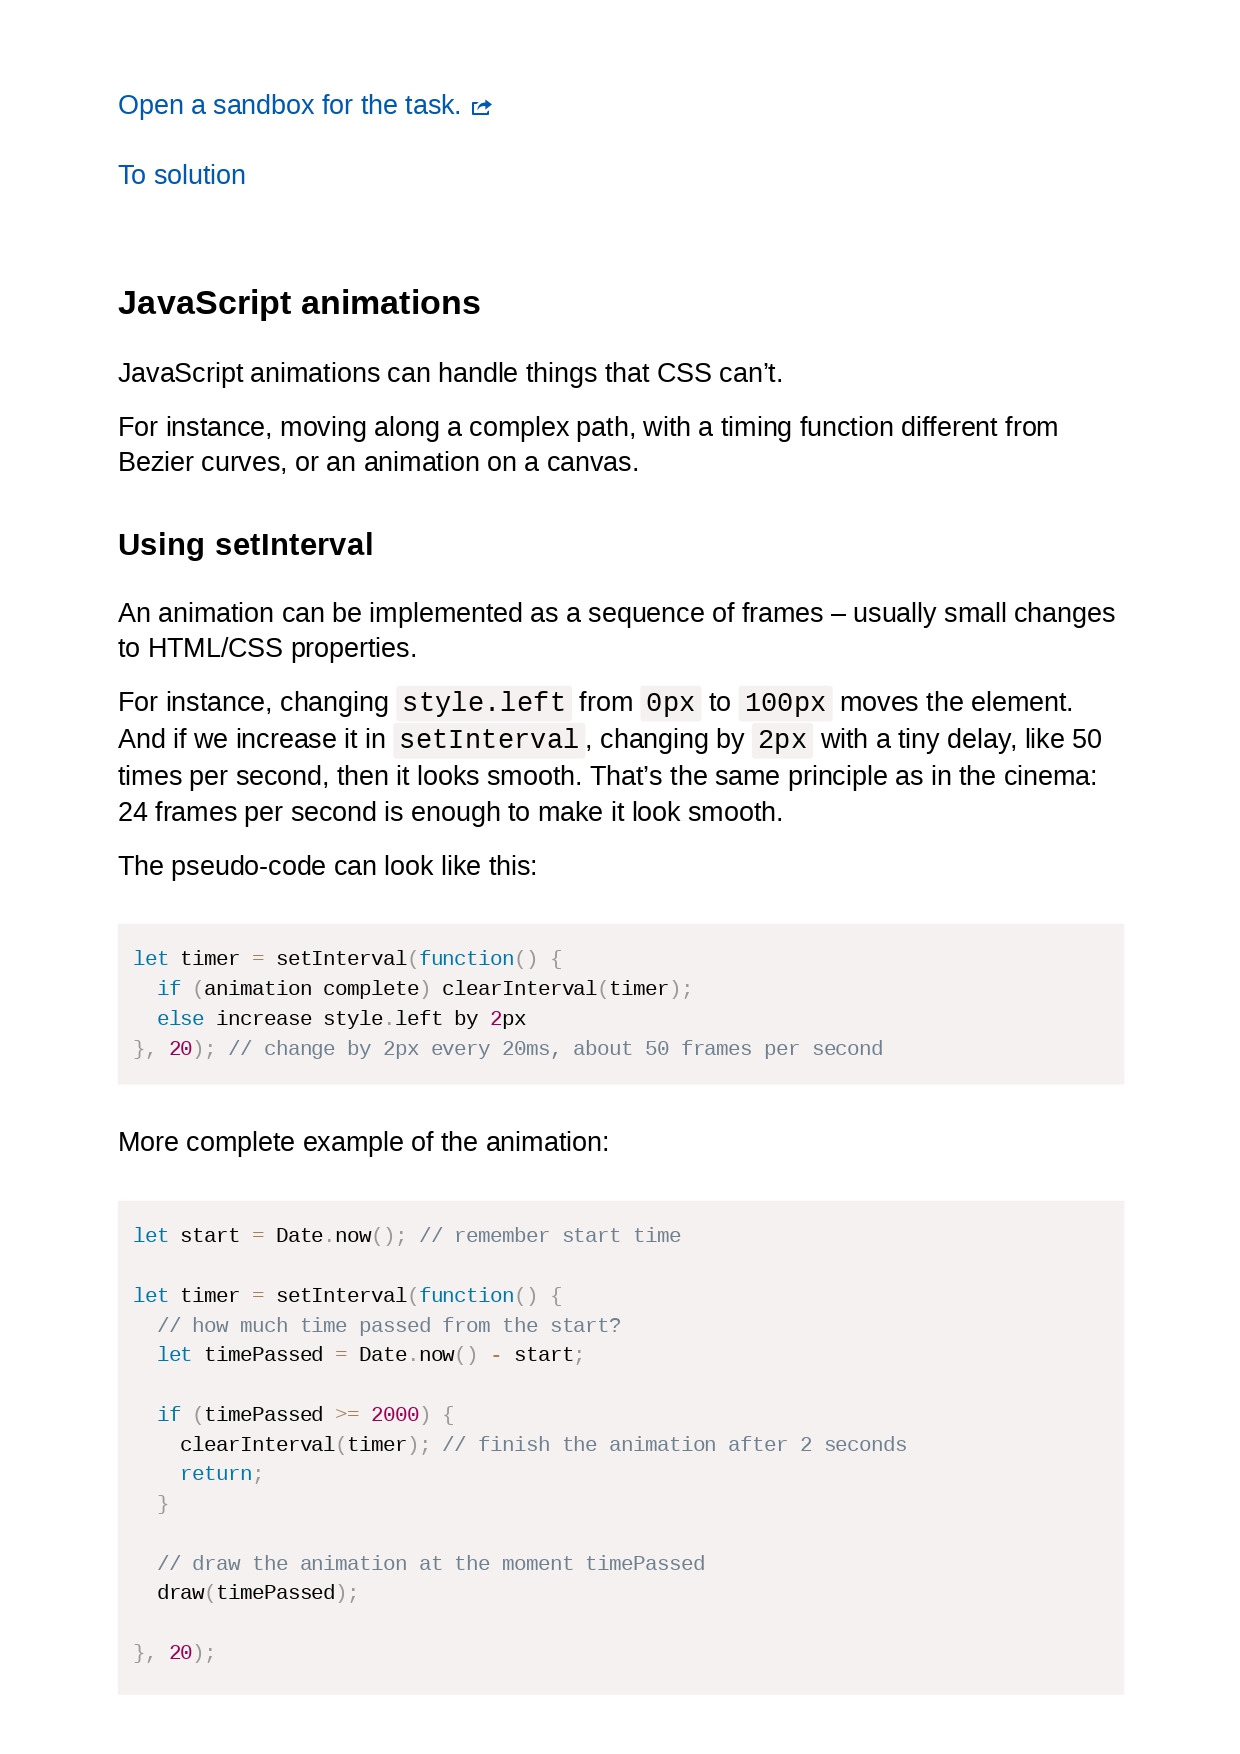 Open a sandbox for the task.
To solution
JavaScript animations
JavaScript animations can handle things that CSS can’t.
For instance, moving along a complex path, with a timing function different from
Bezier curves, or an animation on a canvas.
Using setInterval
An animation can be implemented as a sequence of frames – usually small changes
to HTML/CSS properties.
For instance, changing style.left from 0px to 100px moves the element.
And if we increase it in setInterval, changing by 2px with a tiny delay, like 50
times per second, then it looks smooth. That’s the same principle as in the cinema:
24 frames per second is enough to make it look smooth.
The pseudo-code can look like this:
let timer = setInterval(function() {
  if (animation complete) clearInterval(timer);
  else increase style.left by 2px
}, 20); // change by 2px every 20ms, about 50 frames per second
More complete example of the animation:
let start = Date.now(); // remember start time
let timer = setInterval(function() {
  // how much time passed from the start?
  let timePassed = Date.now() - start;
  if (timePassed >= 2000) {
    clearInterval(timer); // finish the animation after 2 seconds
    return;
  }
  // draw the animation at the moment timePassed
  draw(timePassed);
}, 20);